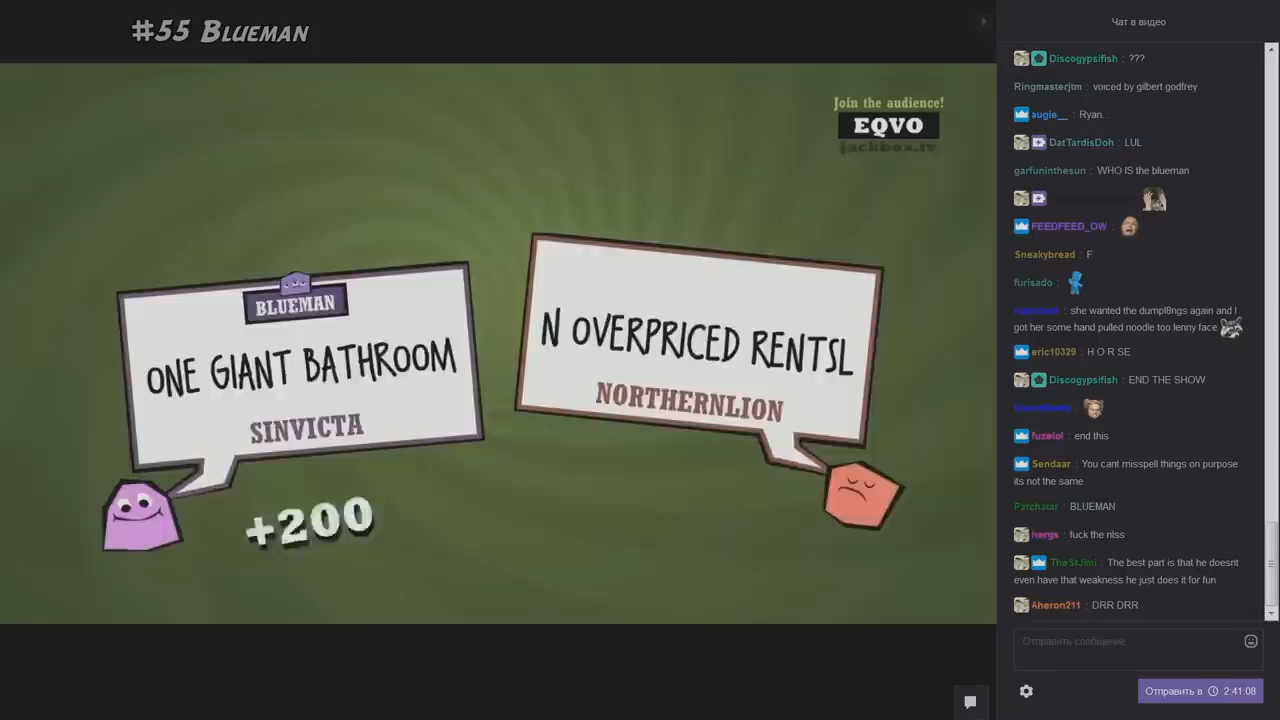 #55 BLUEMAN
Join the audience!
EQVO
jackbox.tv
BLUEMAN
ONE GIANT BATHROOM
SINVICTA
+200
N OVERPRICED RENTSL
NORTHERNLION
Чат в видео
Discogypsifish : ???
Ringmasterjtm : voiced by gilbert godfrey
augie__ : Ryan...
DatTardisDoh : LUL
garfuninthesun : WHO IS the blueman
FEEDFEED_OW :
Sneakybread : F
furisado :
: she wanted the dumpl8ngs again and I
got her some hand pulled noodle too lenny face
eric10329 : H O R SE
Discogypsifish : END THE SHOW
fuzelol : end this
Sendaar : You cant misspell things on purpose
its not the same
Patchatar : BLUEMAN
hergs : fuck the nlss
TheStJimi : The best part is that he doesnt
even have that weakness he just does it for fun
Aheron211 : DRR DRR
Отправить сообщение
Отправить в 2:41:08